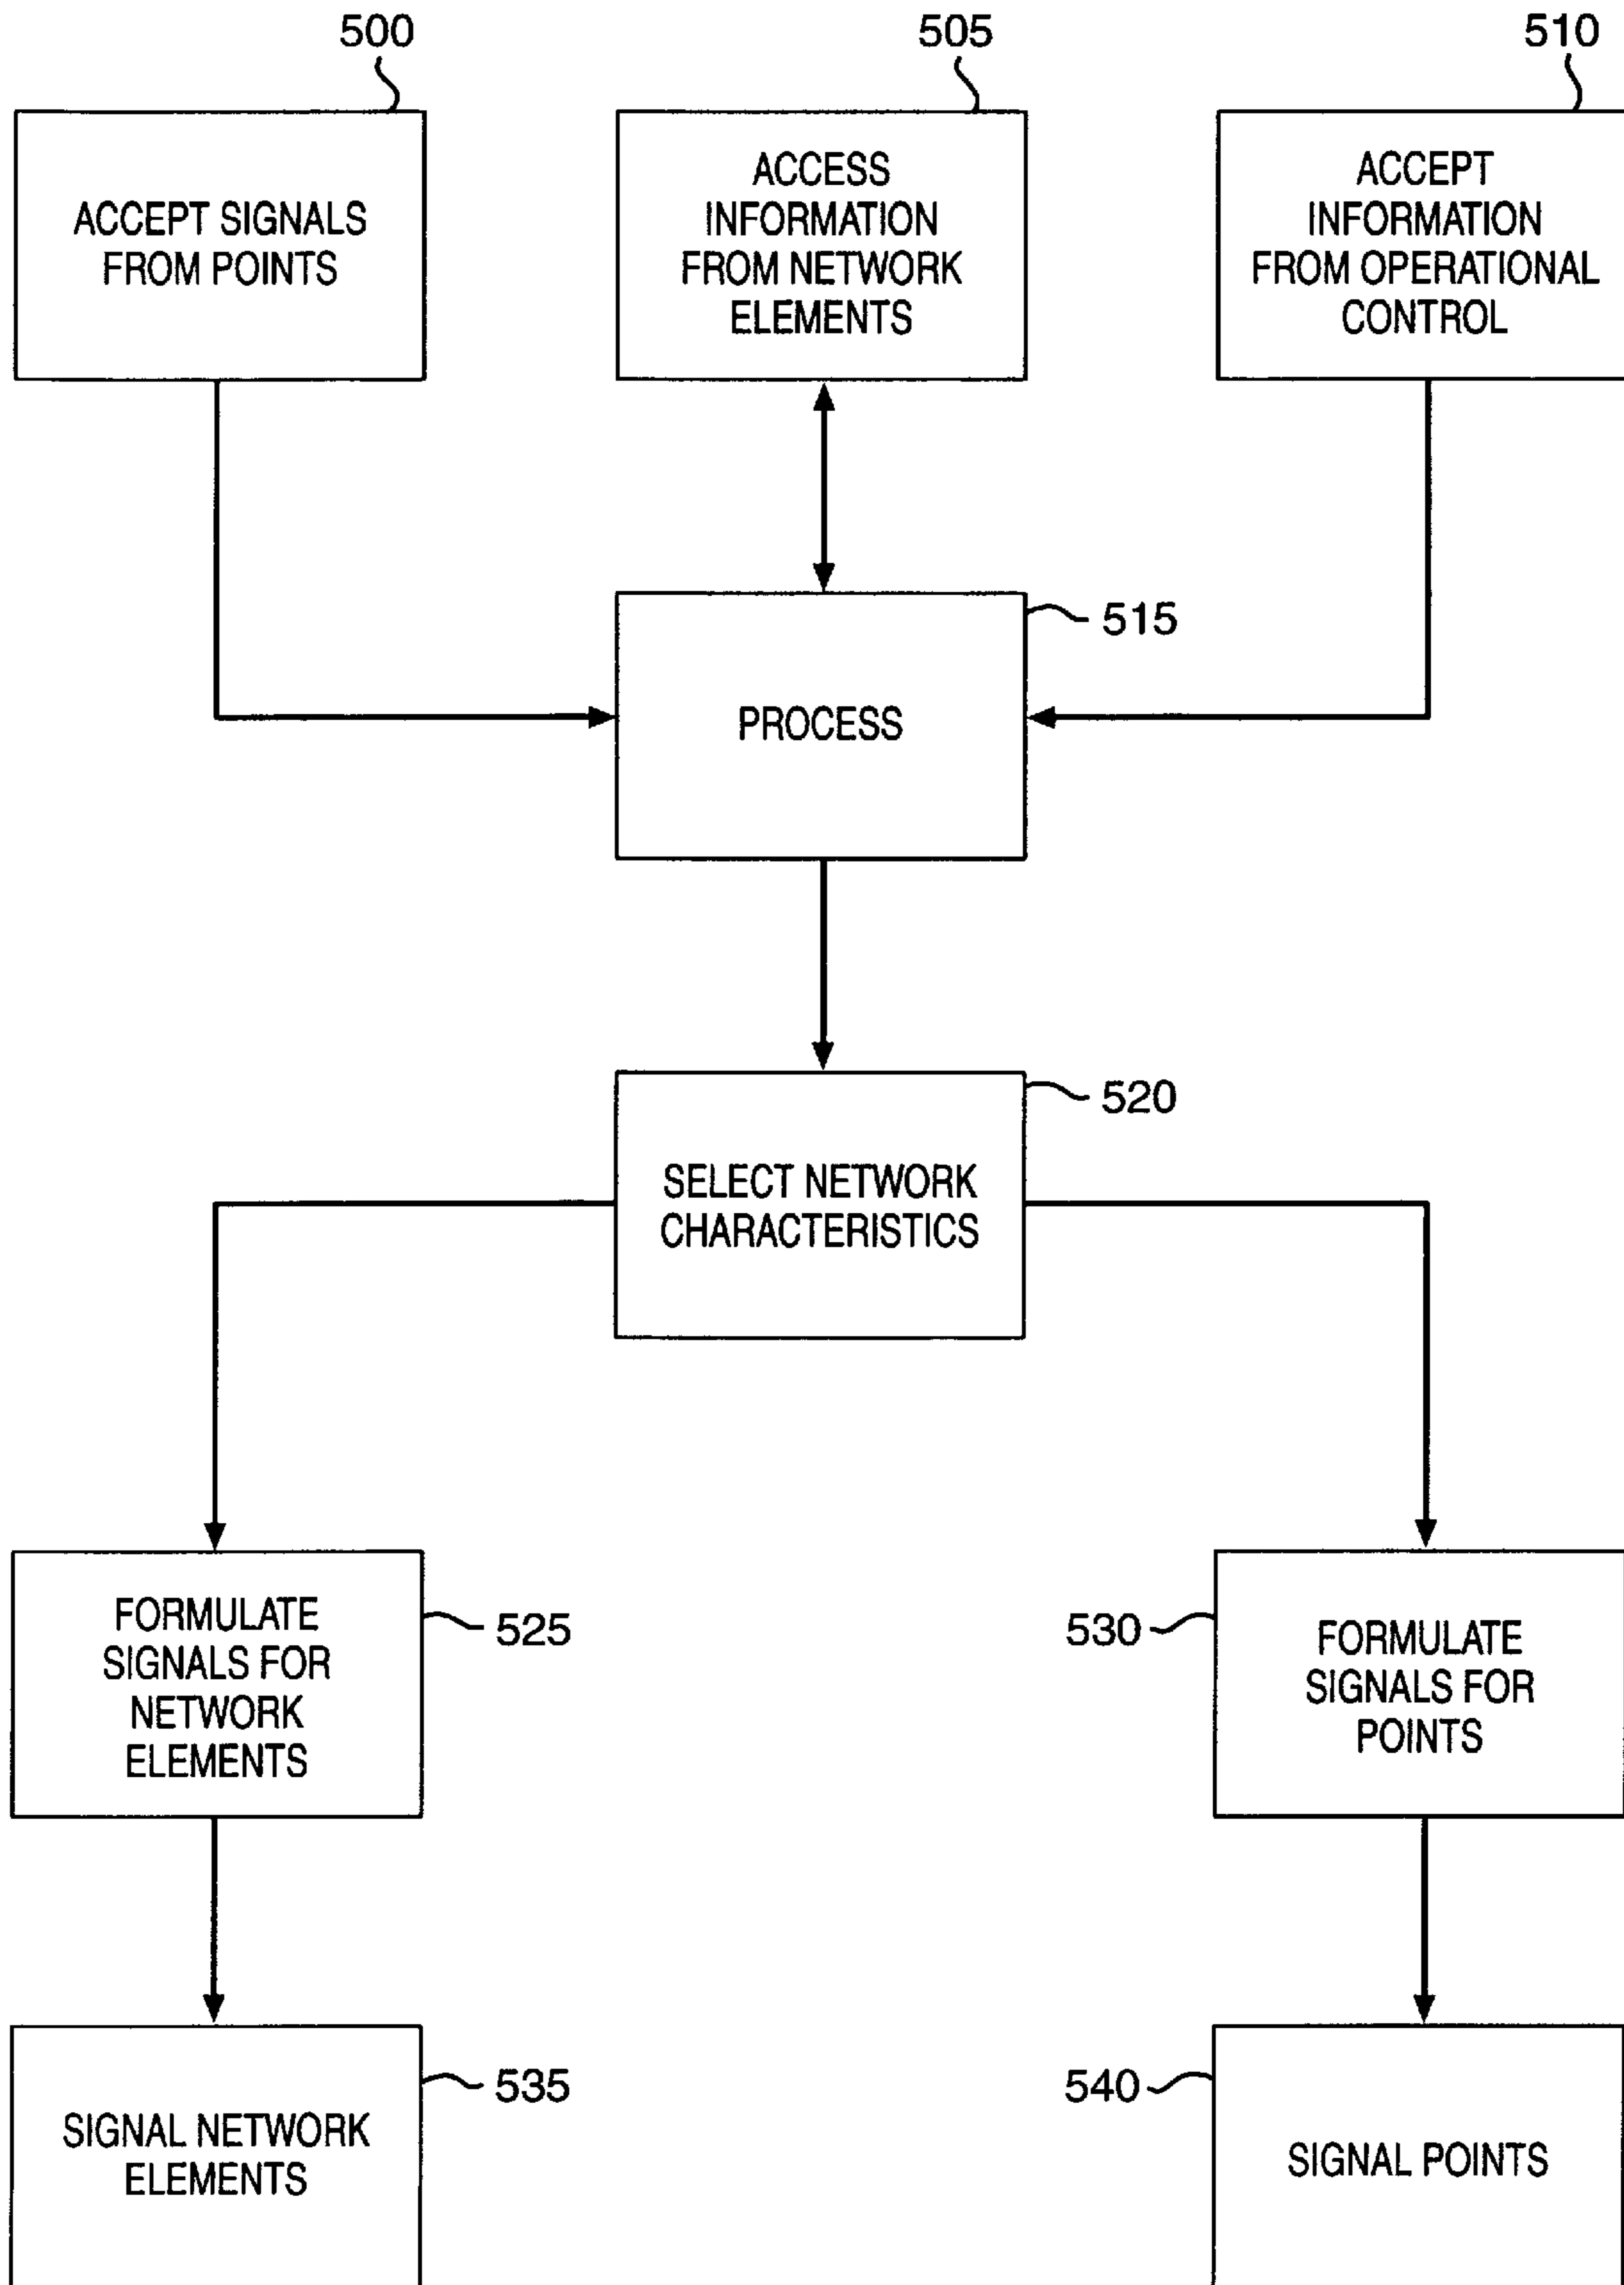 500
505
510
ACCEPT SIGNALS
FROM POINTS
ACCESS
INFORMATION
FROM NETWORK
ELEMENTS
ACCEPT
INFORMATION
FROM OPERATIONAL
CONTROL
515
PROCESS
520
SELECT NETWORK
CHARACTERISTICS
FORMULATE
SIGNALS FOR
NETWORK
ELEMENTS
525
530
FORMULATE
SIGNALS FOR
POINTS
535
SIGNAL NETWORK
ELEMENTS
540
SIGNAL POINTS